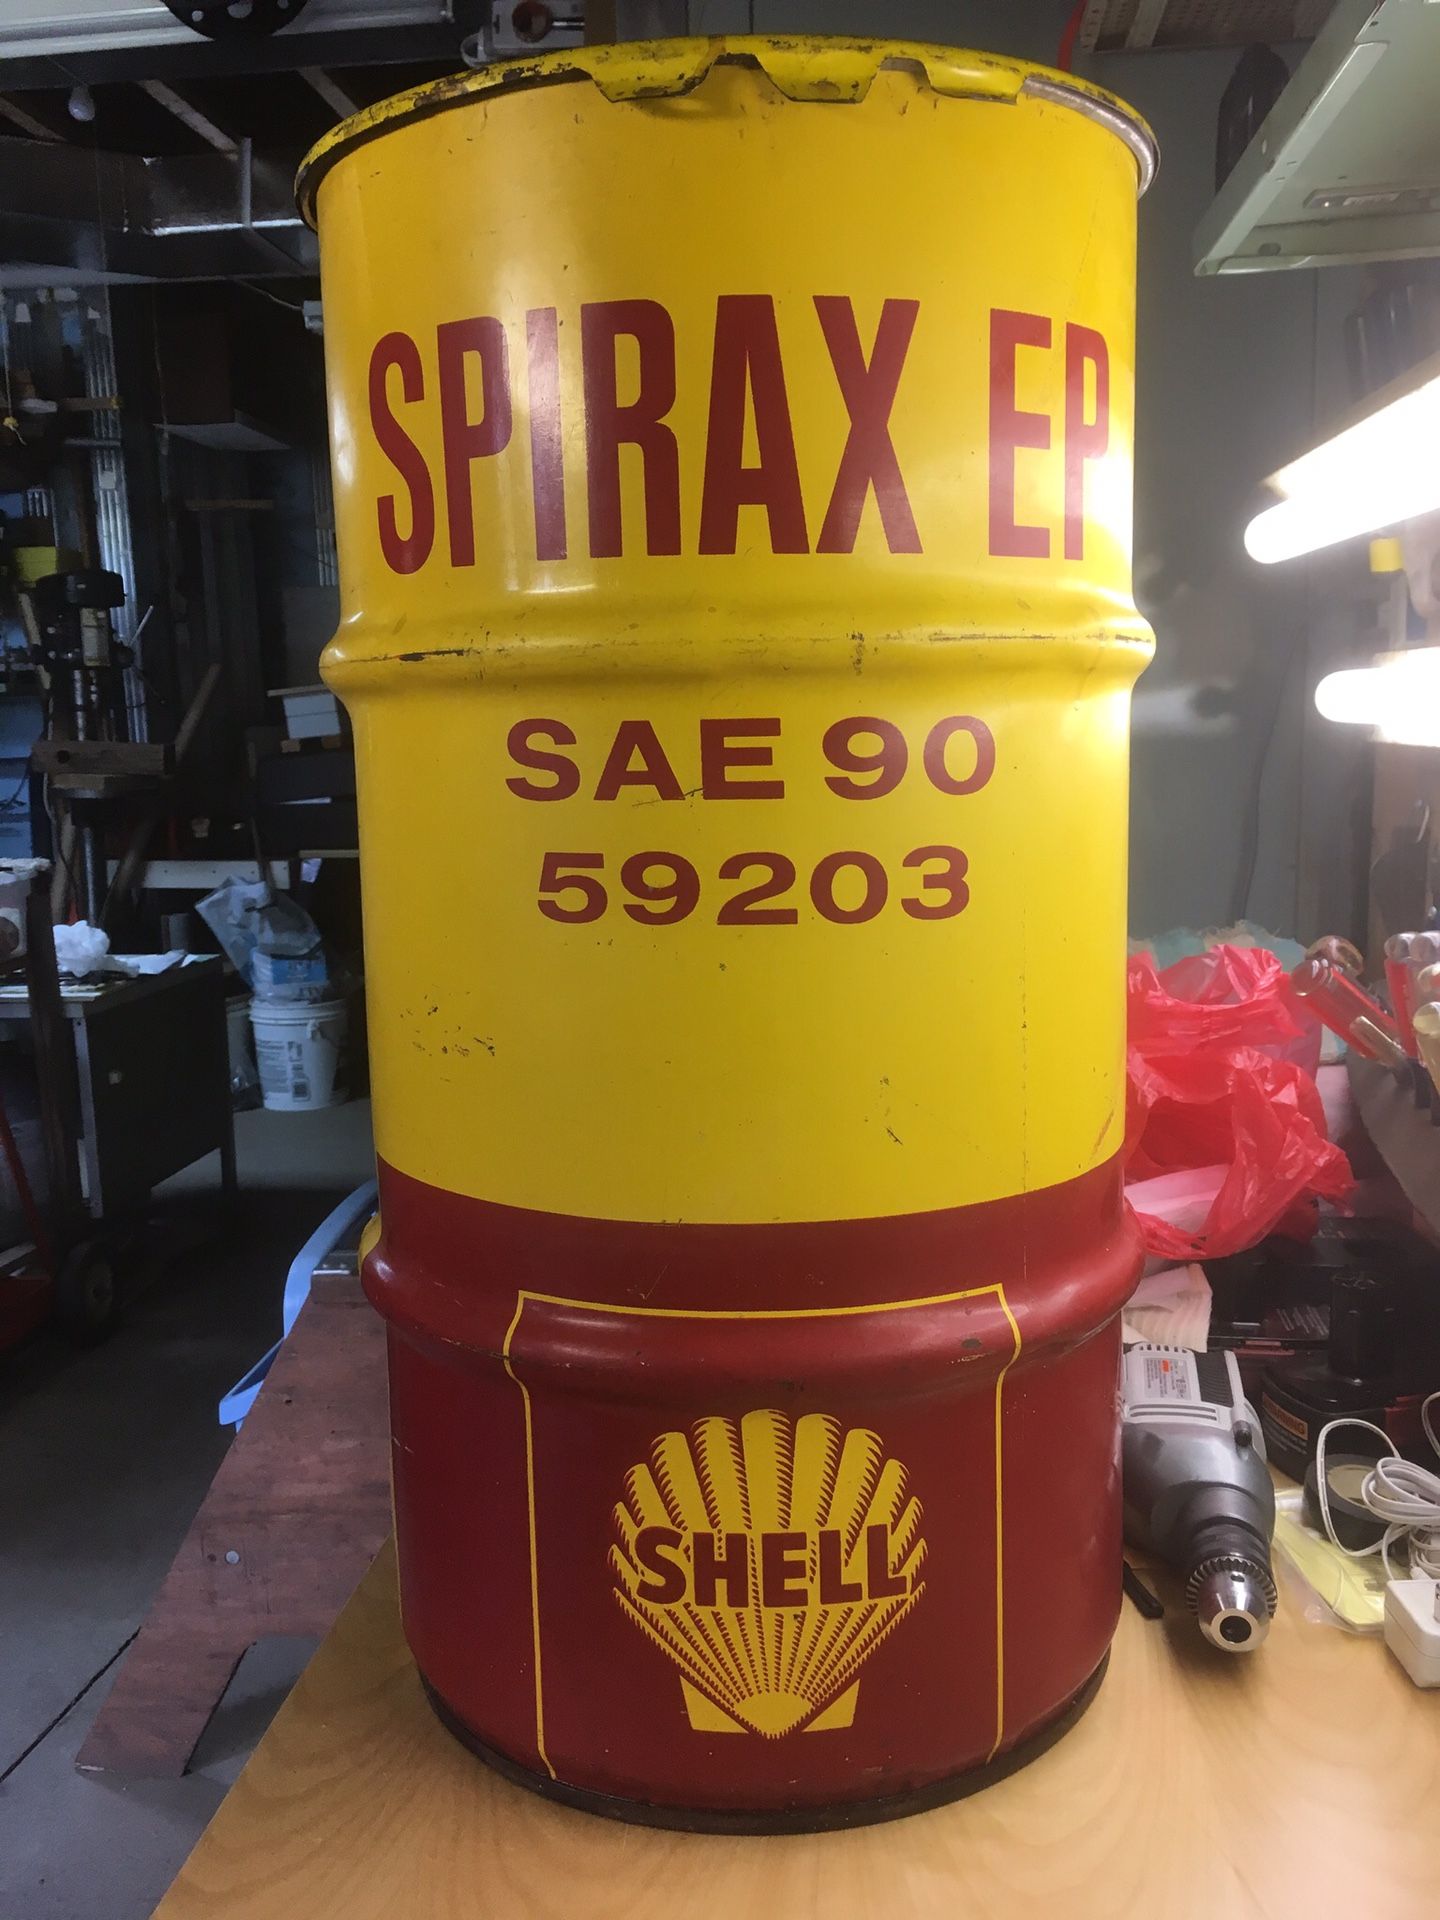 SPIRAX EP
SAE 90
59203
SHELL